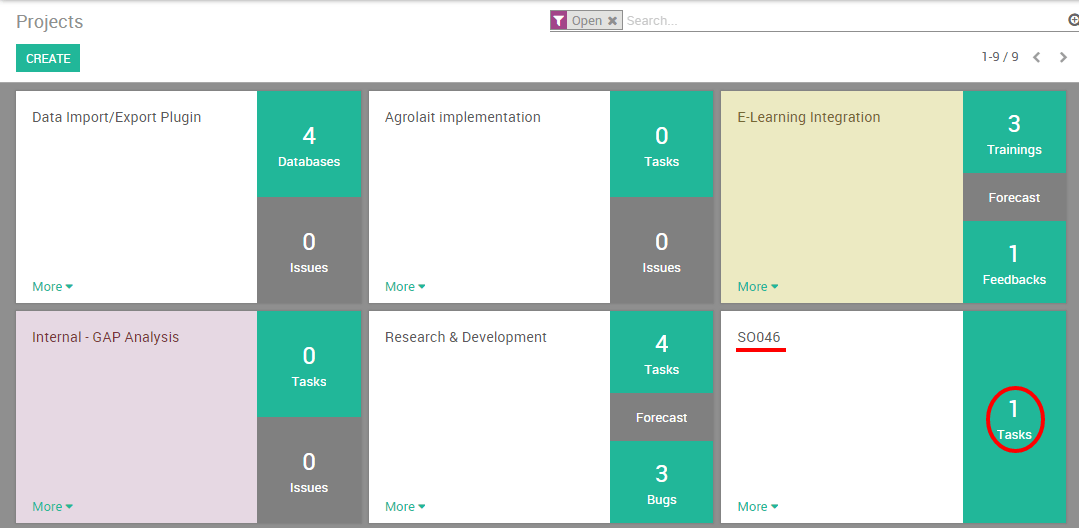 Projects
Open Search...
CREATE
1-9 / 9
Data Import/Export Plugin
4
Databases
0
Issues
More
Agrolait implementation
0
Tasks
0
Issues
More
E-Learning Integration
3
Trainings
Forecast
1
Feedbacks
More
Internal - GAP Analysis
0
Tasks
0
Issues
More
Research & Development
4
Tasks
Forecast
3
Bugs
More
SO046
1
Tasks
More